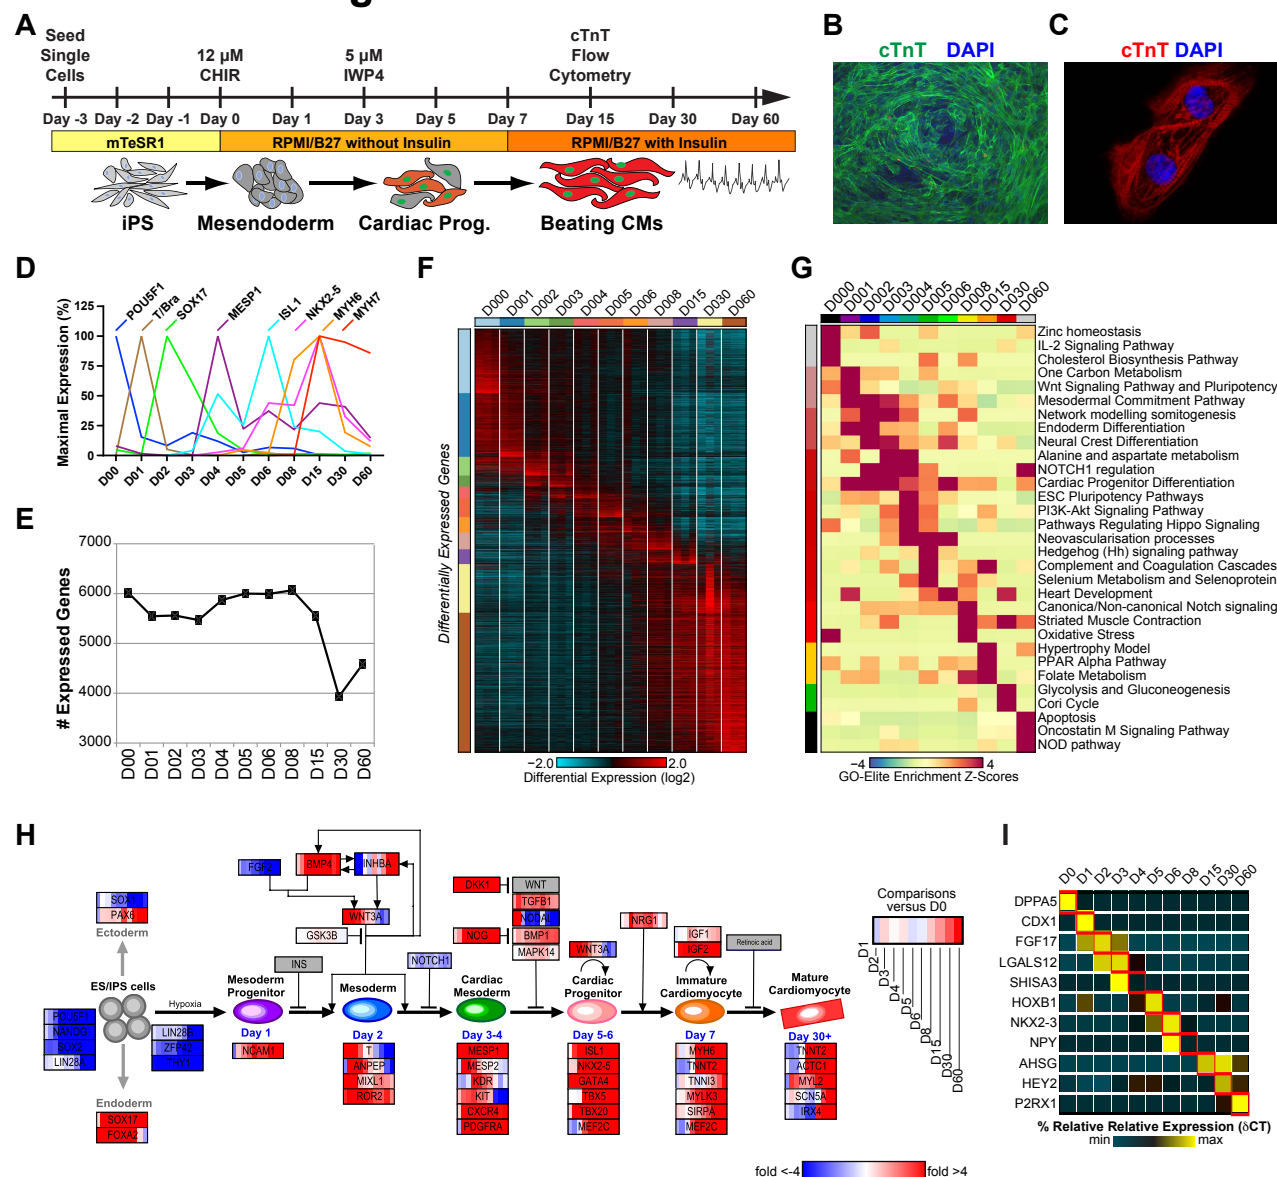 A
Seed
Single
Cells
12 µM
CHIR
5 µM
IWP4
cTnT
Flow
Cytometry
Day -3 Day -2 Day -1 Day 0 Day 1 Day 3 Day 5 Day 7 Day 15 Day 30 Day 60
mTeSR1 RPMI/B27 without Insulin RPMI/B27 with Insulin
iPS Mesendoderm Cardiac Prog. Beating CMs
B
cTnT DAPI
C
cTnT DAPI
D
Maximal Expression (%)
125
100
75
50
25
0
POU5F1 T/Bra SOX17 MESP1 ISL1 NKX2-5 MYH6 MYH7
D00 D01 D02 D03 D04 D05 D06 D08 D15 D30 D60
E
# Expressed Genes
7000
6000
5000
4000
3000
D00 D01 D02 D03 D04 D05 D06 D08 D15 D30 D60
F
D000 D001 D002 D003 D004 D005 D006 D008 D015 D030 D060
Differentially Expressed Genes
-2.0 2.0
Differential Expression (log2)
G
D000 D001 D002 D003 D004 D005 D006 D008 D015 D030 D060
Zinc homeostasis
IL-2 Signaling Pathway
Cholesterol Biosynthesis Pathway
One Carbon Metabolism
Wnt Signaling Pathway and Pluripotency
Mesodermal Commitment Pathway
Network modelling somitogenesis
Endoderm Differentiation
Neural Crest Differentiation
Alanine and aspartate metabolism
NOTCH1 regulation
Cardiac Progenitor Differentiation
ESC Pluripotency Pathways
PI3K-Akt Signaling Pathway
Pathways Regulating Hippo Signaling
Neovascularisation processes
Hedgehog (Hh) signaling pathway
Complement and Coagulation Cascades
Selenium Metabolism and Selenoprotein
Heart Development
Canonica/Non-canonical Notch signaling
Striated Muscle Contraction
Oxidative Stress
Hypertrophy Model
PPAR Alpha Pathway
Folate Metabolism
Glycolysis and Gluconeogenesis
Cori Cycle
Apoptosis
Oncostatin M Signaling Pathway
NOD pathway
-4 4
GO-Elite Enrichment Z-Scores
H
SOX1
PAX6
Ectoderm
ES/IPS cells
POU5F1
NANOG
SOX2
LIN28A
LIN28B
ZFP42
THY1
Endoderm
SOX17
FOXA2
Hypoxia
FGF2
BMP4
INHBA
WNT3A
GSK3B
INS
NOTCH1
DKK1
WNT
TGFB1
NODAL
NOG
BMP1
MAPK14
WNT3A
NRG1
IGF1
IGF2
Retinoic acid
Mesoderm
Progenitor
Day 1
NCAM1
Mesoderm
Day 2
T
ANPEP
MIXL1
ROR2
Cardiac
Mesoderm
Day 3-4
MESP1
MESP2
KDR
KIT
CXCR4
PDGFRA
Cardiac
Progenitor
Day 5-6
ISL1
NKX2-5
GATA4
TBX5
TBX20
MEF2C
Immature
Cardiomyocyte
Day 7
MYH6
TNNT2
TNNI3
MYLK3
SIRPA
MEF2C
Mature
Cardiomyocyte
Day 30+
TNNT2
ACTC1
MYL2
SCN5A
IRX4
Comparisons
versus D0
D1
D2
D3
D4
D5
D6
D8
D15
D30
D60
fold <-4 fold >4
I
D0 D1 D2 D3 D4 D5 D6 D8 D15 D30 D60
DPPA5
CDX1
FGF17
LGALS12
SHISA3
HOXB1
NKX2-3
NPY
AHSG
HEY2
P2RX1
% Relative Relative Expression (δCT)
min max